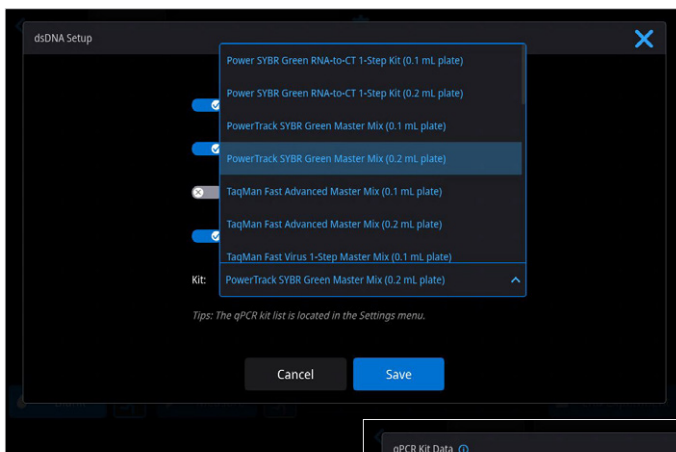 dsDNA Setup
Power SYBR Green RNA-to-CT 1-Step Kit (0.1 mL plate)
Power SYBR Green RNA-to-CT 1-Step Kit (0.2 mL plate)
PowerTrack SYBR Green Master Mix (0.1 mL plate)
PowerTrack SYBR Green Master Mix (0.2 mL plate)
TaqMan Fast Advanced Master Mix (0.1 mL plate)
TaqMan Fast Advanced Master Mix (0.2 mL plate)
TaqMan Fast Virus 1-Step Master Mix (0.1 mL plate)
Kit: PowerTrack SYBR Green Master Mix (0.2 mL plate)
Tips: The qPCR kit list is located in the Settings menu.
Cancel Save
qPCR Kit Data